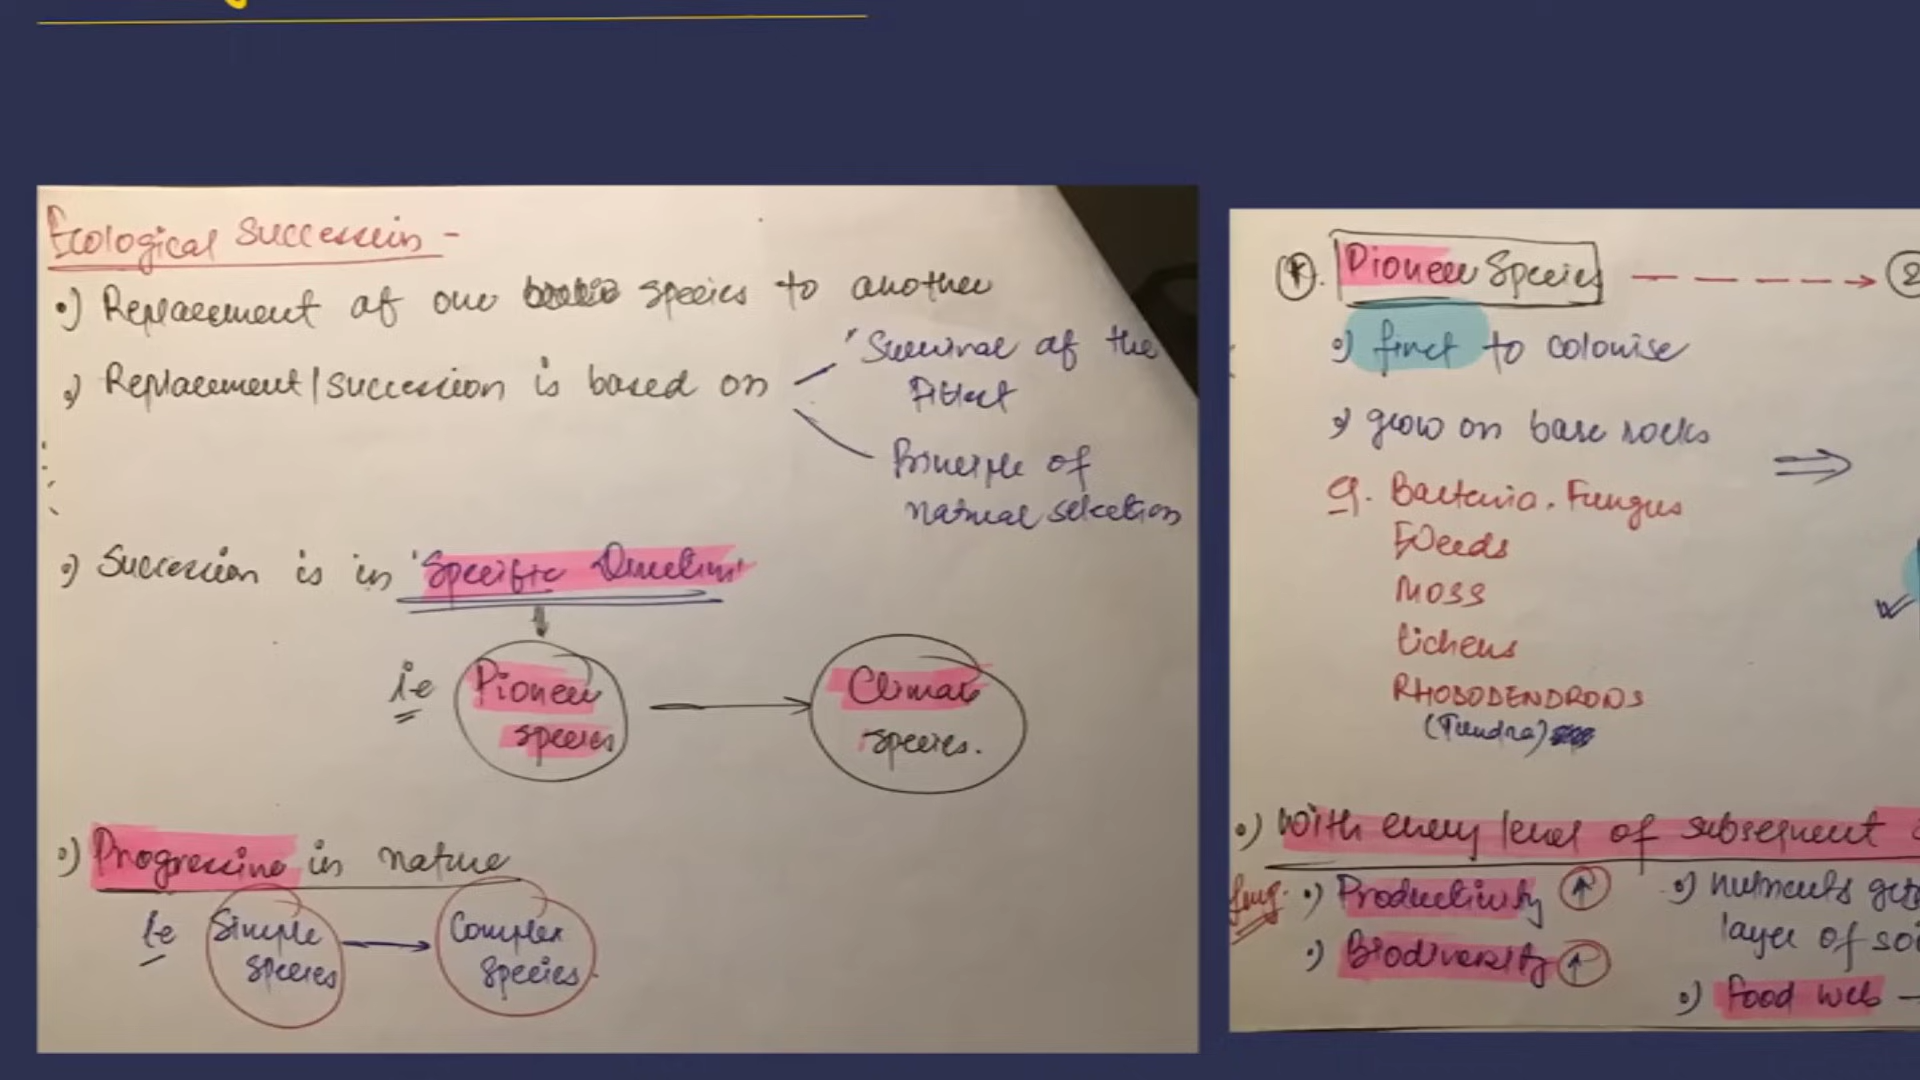 Ecological Succession -
•) Replacement of one species to another
•) Replacement/succession is based on
'Survival of the
Fittest
Principle of
natural selection
•) Succession is in 'Specific Direction'
i.e Pioneer
species
Climax
species.
•) Progressive in nature
i.e Simple
species
Complex
species.
Pioneer Species
2
•) first to colonise
•) grow on base rocks
eg. Bacteria. Fungus
Weeds
Moss
lichens
RHODODENDRONS
(Tundra)
•) With every level of subsequent
•) Productivity ↑
•) Biodiversity ↑
•) nutrients get
layer of soi
•) food web -